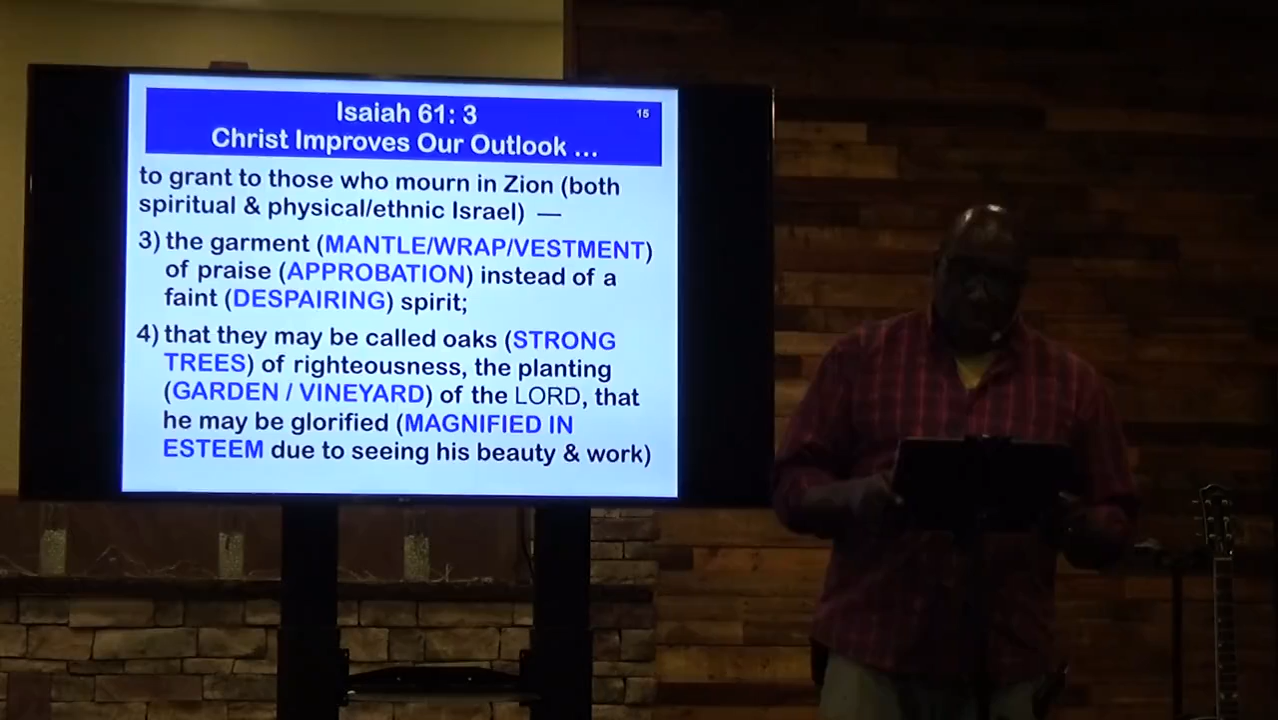 Isaiah 61: 3
15
Christ Improves Our Outlook ...
to grant to those who mourn in Zion (both
spiritual & physical/ethnic Israel) —
3) the garment (MANTLE/WRAP/VESTMENT)
of praise (APPROBATION) instead of a
faint (DESPAIRING) spirit;
4) that they may be called oaks (STRONG
TREES) of righteousness, the planting
(GARDEN / VINEYARD) of the LORD, that
he may be glorified (MAGNIFIED IN
ESTEEM due to seeing his beauty & work)